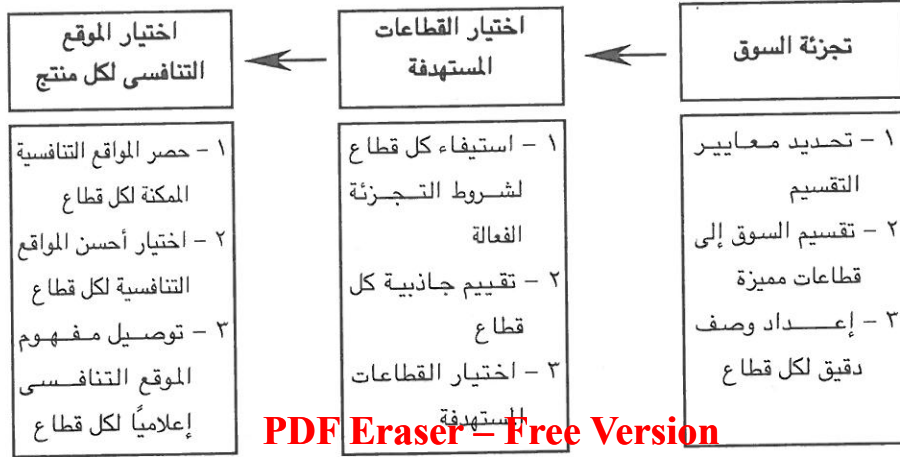 تجزئة السوق
اختيار القطاعات
المستهدفة
اختيار الموقع
التنافسى لكل منتج
١ – تحديد معايير
التقسيم
٢ – تقسيم السوق إلى
قطاعات مميزة
٣ – إعداد وصف
دقيق لكل قطاع
١ – استيفاء كل قطاع
لشروط التجزئة
الفعالة
٢ – تقييم جاذبية كل
قطاع
٣ – اختيار القطاعات
المستهدفة
١ – حصر المواقع التنافسية
الممكنة لكل قطاع
٢ – اختيار أحسن المواقع
التنافسية لكل قطاع
٣ – توصيل مفهوم
الموقع التنافسى
إعلامياً لكل قطاع
PDF Eraser – Free Version